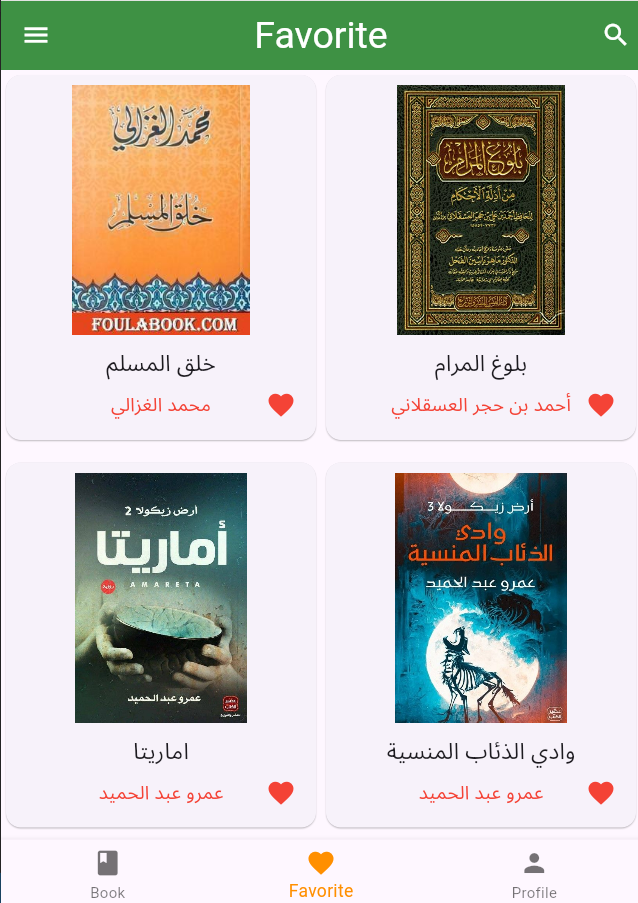 Favorite
محمد الغزالي
خلق المسلم
FOULABOOK.COM
خلق المسلم
محمد الغزالي
بلوغ المرام
من أدلة الأحكام
بلوغ المرام
أحمد بن حجر العسقلاني
ارض زيكولا 2
أماريتا
رواية
AMARETA
عمرو عبد الحميد
اماريتا
عمرو عبد الحميد
أرض زيكولا 3
وادي
الذئاب المنسية
عمرو عبد الحميد
وادي الذئاب المنسية
عمرو عبد الحميد
Book
Favorite
Profile